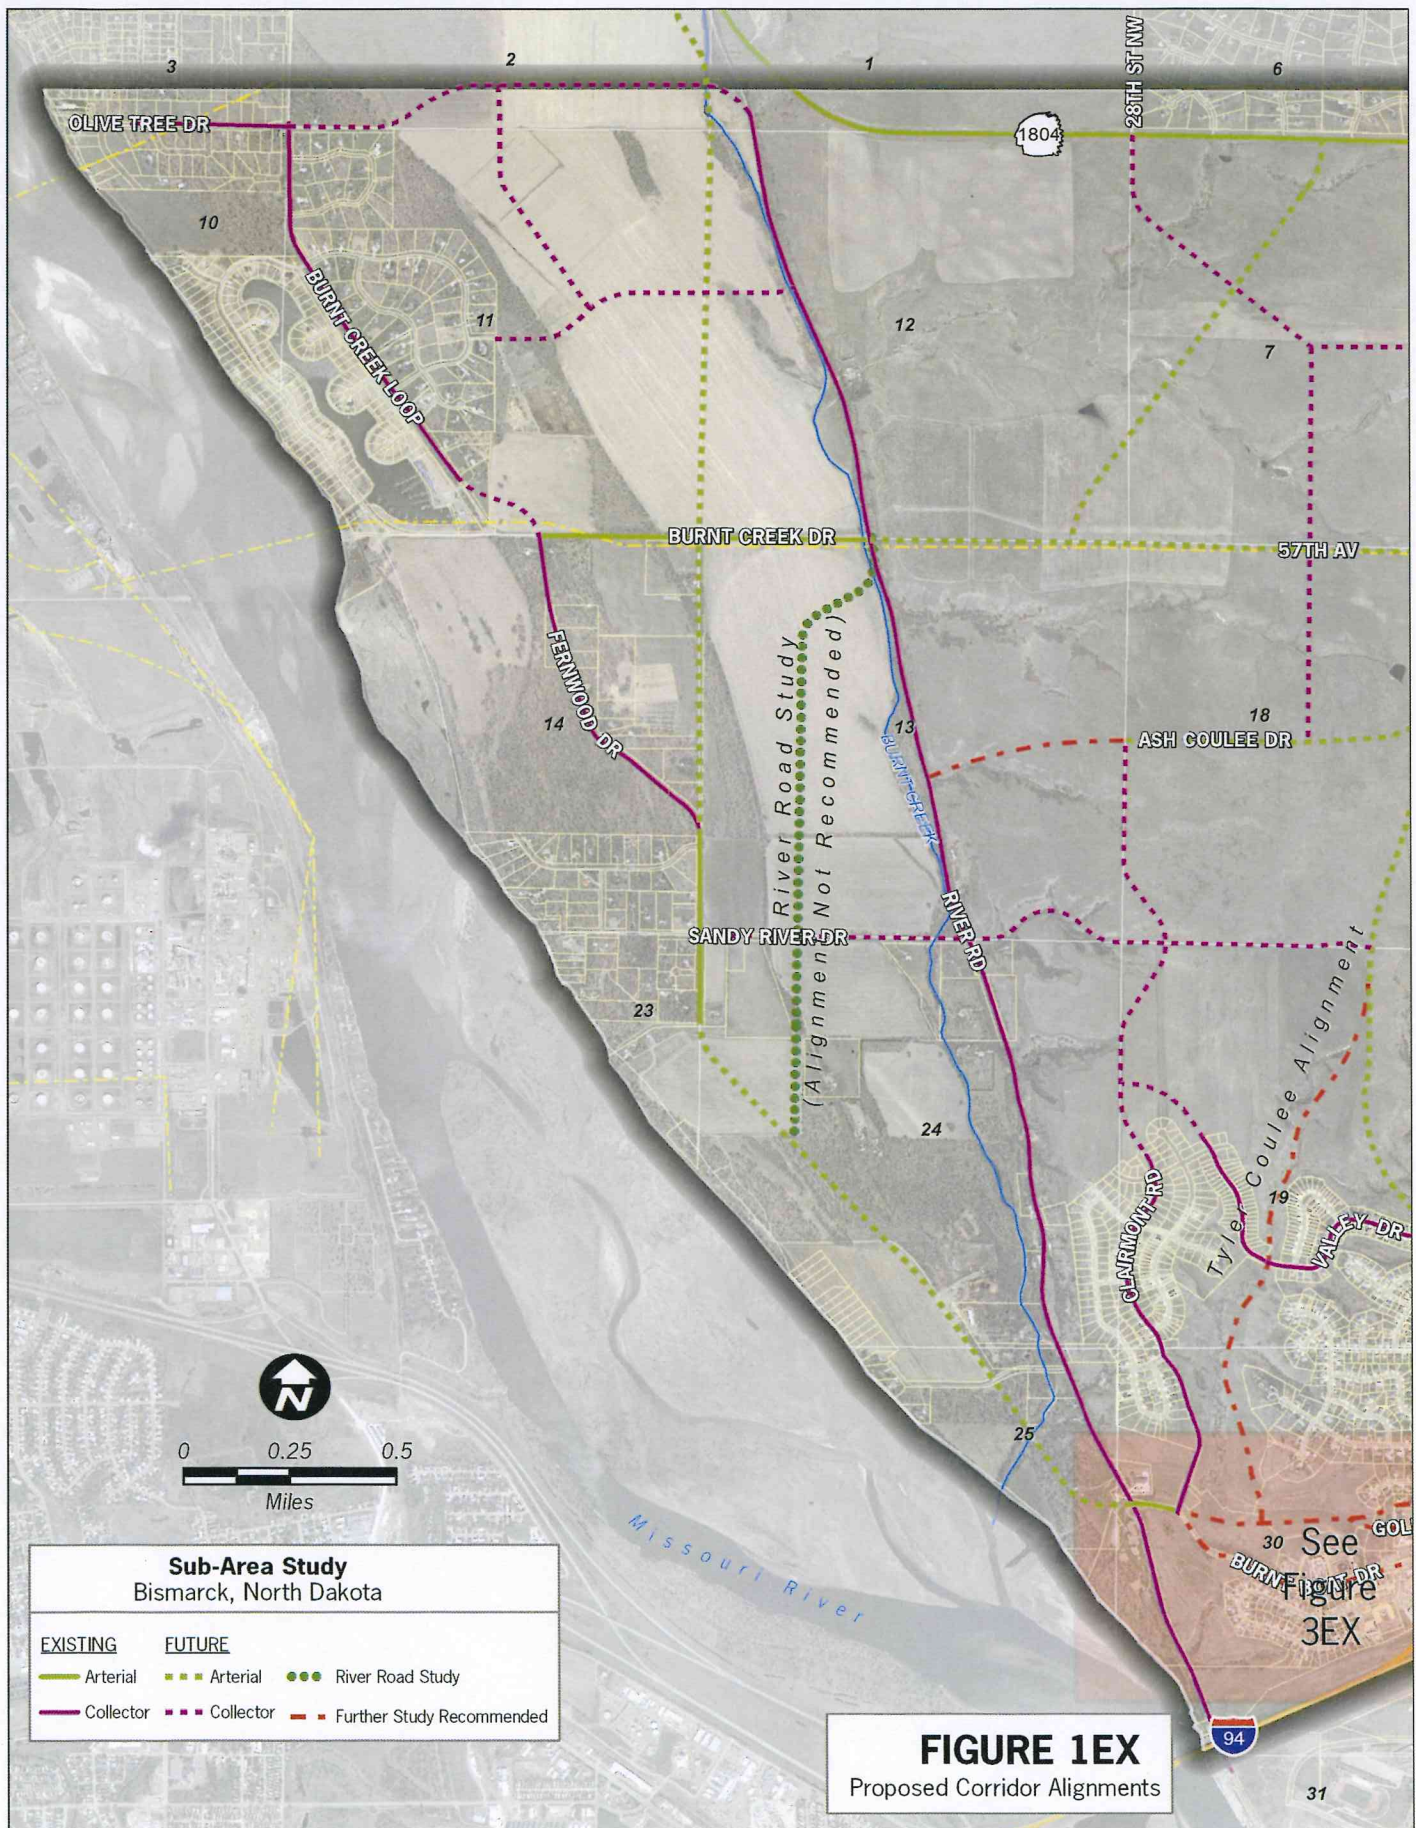 3
2
1
6
28TH ST NW
OLIVE TREE DR
1804
10
BURNT CREEK LOOP
11
12
7
BURNT CREEK DR
57TH AV
FERNWOOD DR
14
River Road Study
(Alignment Not Recommended)
13
BURNT CREEK
18
ASH COULEE DR
SANDY RIVER DR
RIVER RD
23
Tyler Coulee Alignment
24
19
CLAIRMONT RD
VALLEY DR
N
0 0.25 0.5
Miles
25
30
See
Figure
3EX
GOL
BURNT BOAT DR
Missouri River
Sub-Area Study
Bismarck, North Dakota
EXISTING FUTURE
Arterial Arterial River Road Study
Collector Collector Further Study Recommended
94
FIGURE 1EX
Proposed Corridor Alignments
31